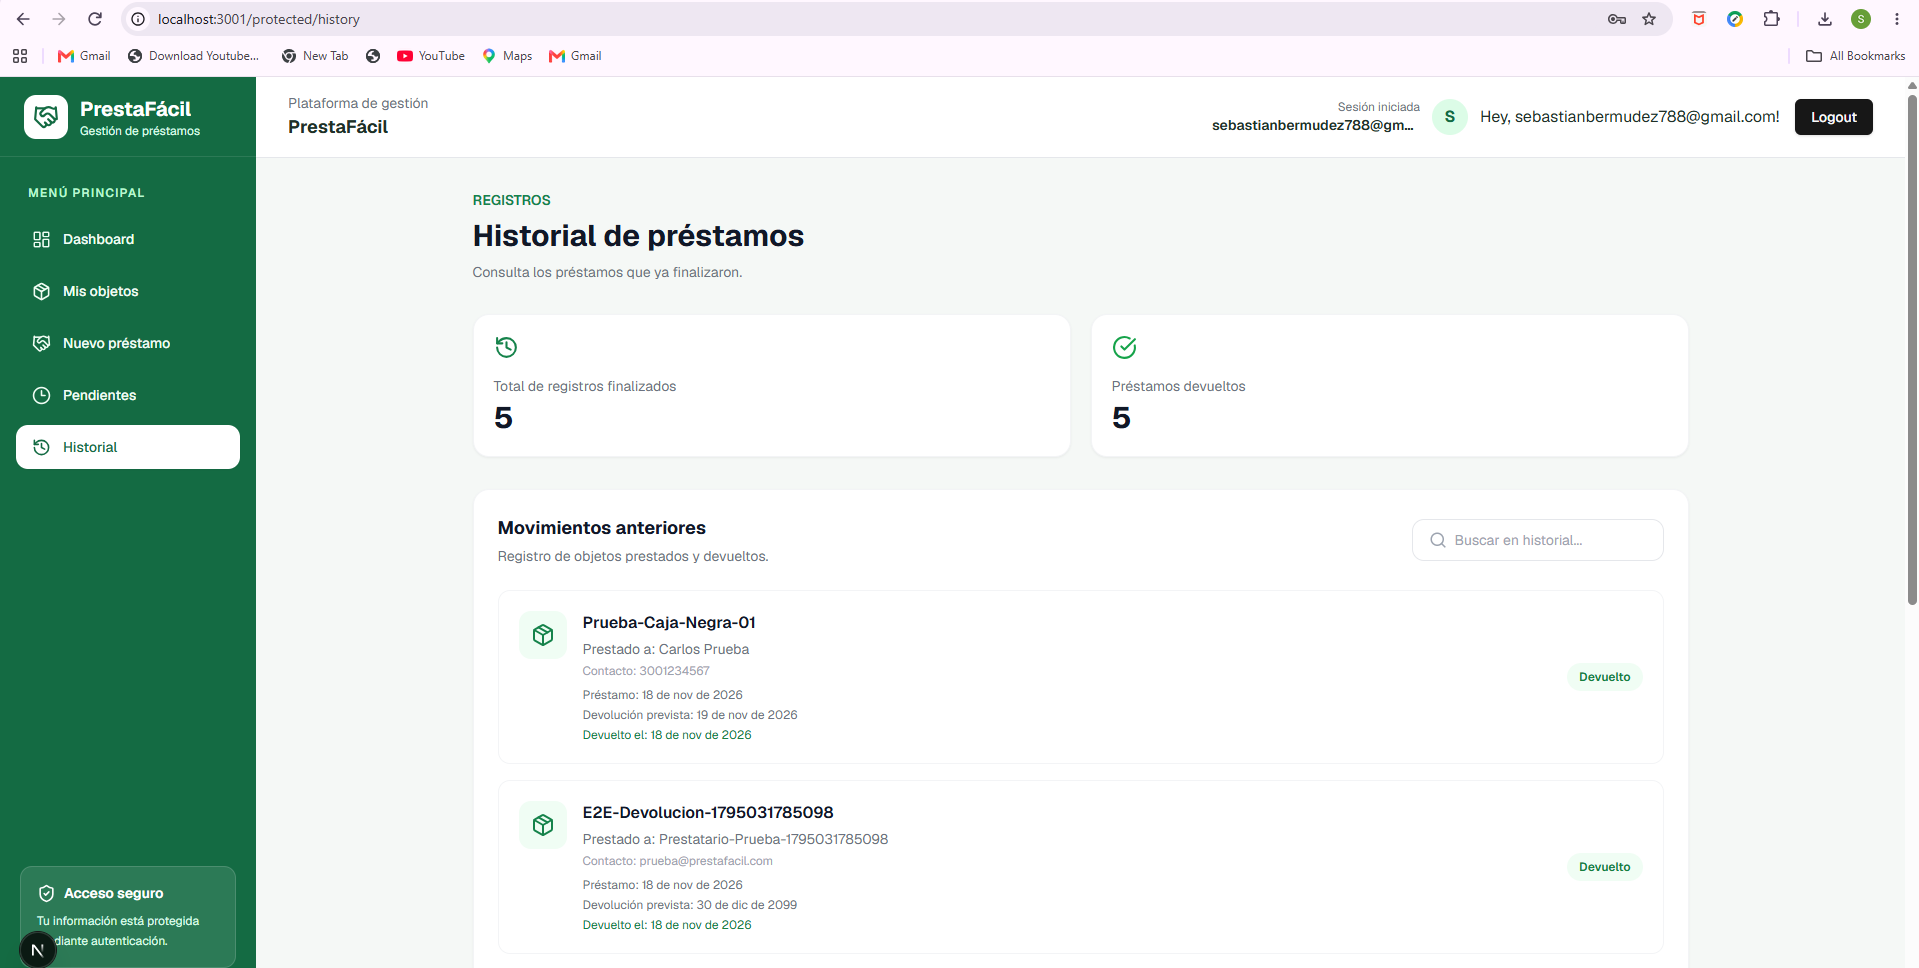 localhost:3001/protected/history
Gmail
Download Youtube...
New Tab
YouTube
Maps
Gmail
All Bookmarks
S
PrestaFácil
Gestión de préstamos
MENÚ PRINCIPAL
Dashboard
Mis objetos
Nuevo préstamo
Pendientes
Historial
Acceso seguro
Tu información está protegida
diante autenticación.
N
Plataforma de gestión
PrestaFácil
Sesión iniciada
sebastianbermudez788@gm...
S
Hey, sebastianbermudez788@gmail.com!
Logout
REGISTROS
Historial de préstamos
Consulta los préstamos que ya finalizaron.
Total de registros finalizados
5
Préstamos devueltos
5
Movimientos anteriores
Registro de objetos prestados y devueltos.
Buscar en historial...
Prueba-Caja-Negra-01
Prestado a: Carlos Prueba
Contacto: 3001234567
Préstamo: 18 de nov de 2026
Devolución prevista: 19 de nov de 2026
Devuelto el: 18 de nov de 2026
Devuelto
E2E-Devolucion-1795031785098
Prestado a: Prestatario-Prueba-1795031785098
Contacto: prueba@prestafacil.com
Préstamo: 18 de nov de 2026
Devolución prevista: 30 de dic de 2099
Devuelto el: 18 de nov de 2026
Devuelto